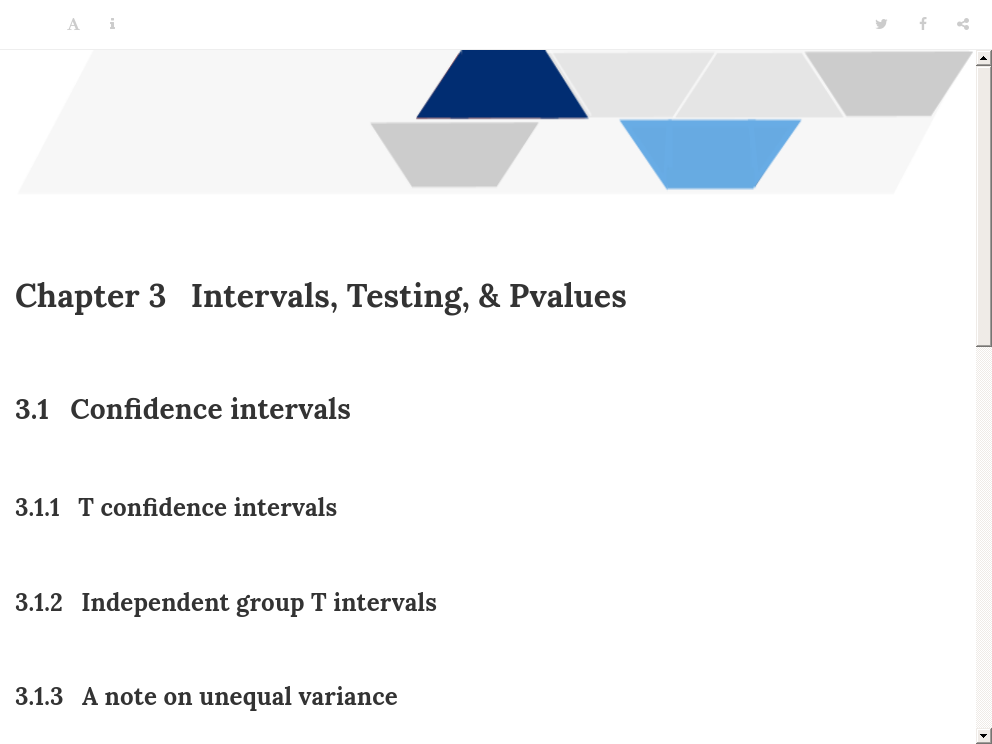 A
Chapter 3 Intervals, Testing, & Pvalues
3.1 Confidence intervals
3.1.1 T confidence intervals
3.1.2 Independent group T intervals
3.1.3 A note on unequal variance